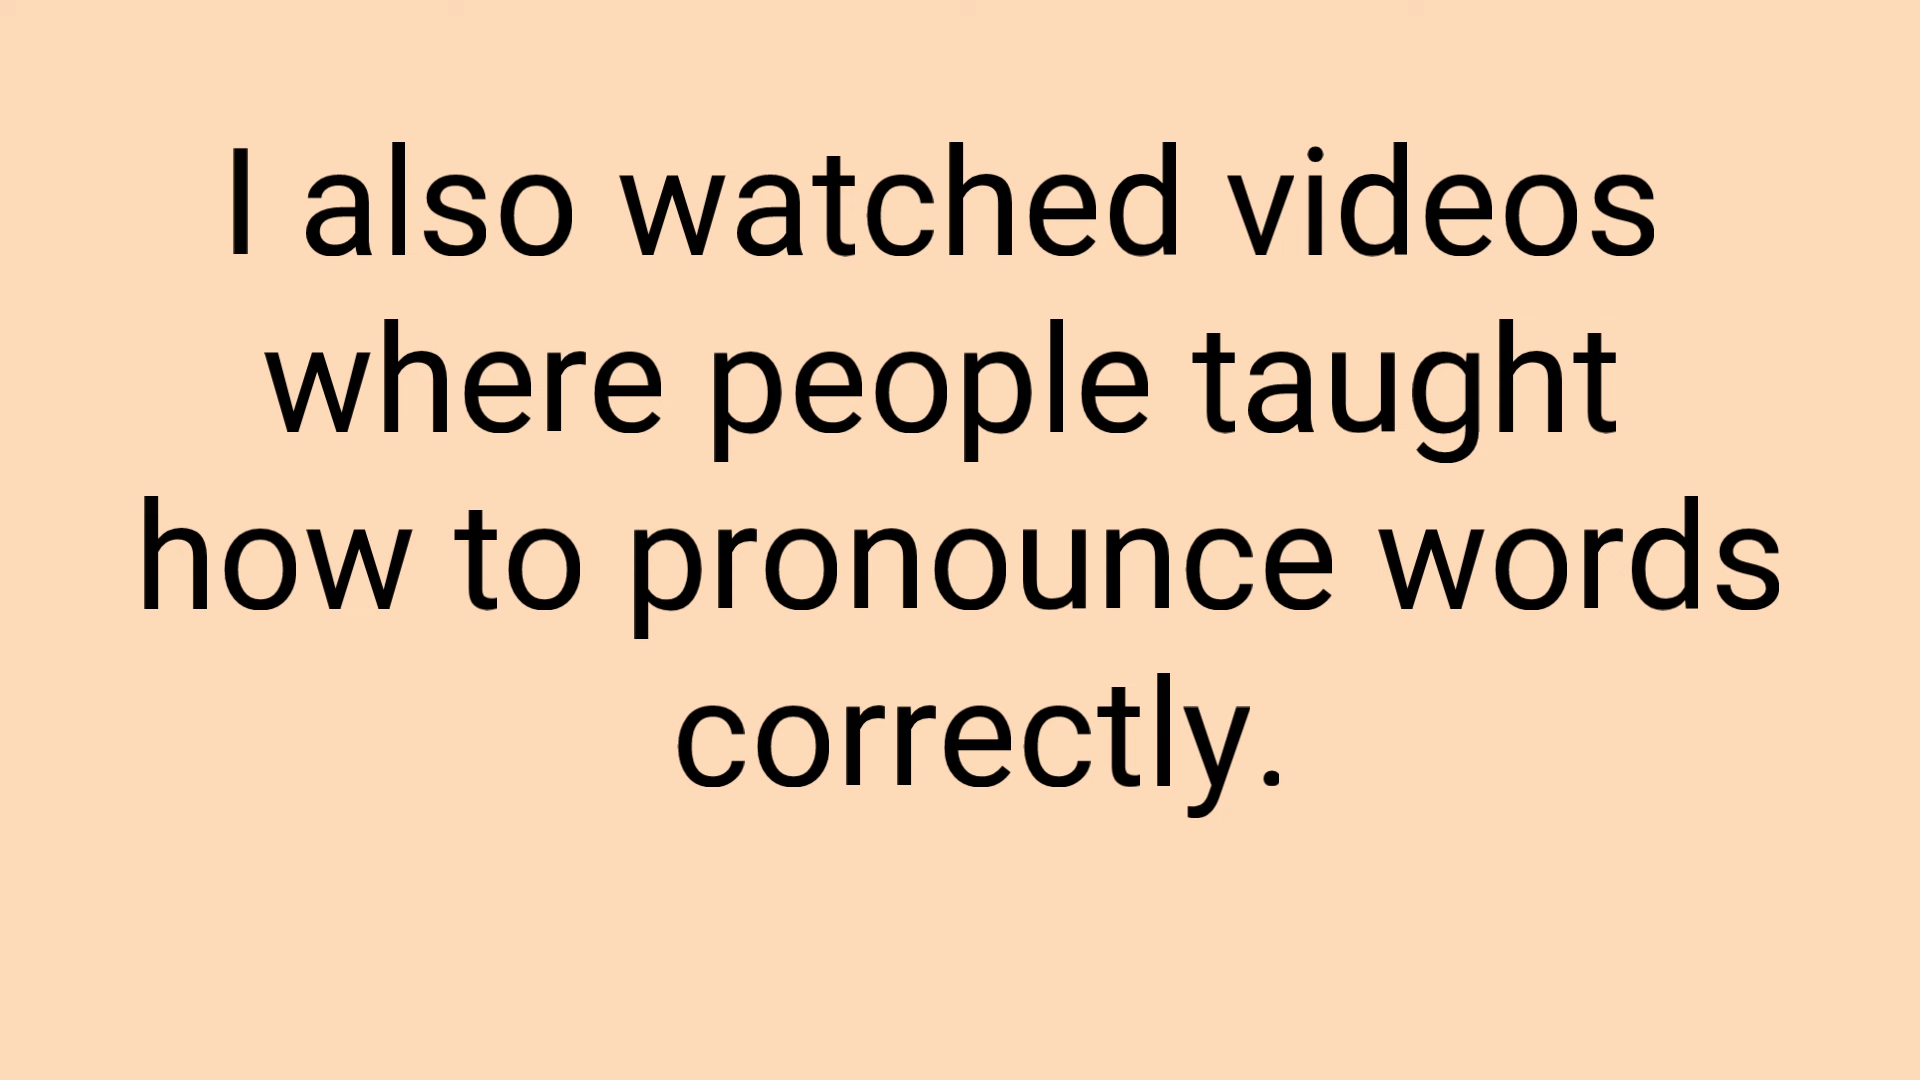 I also watched videos
where people taught
how to pronounce words
correctly.